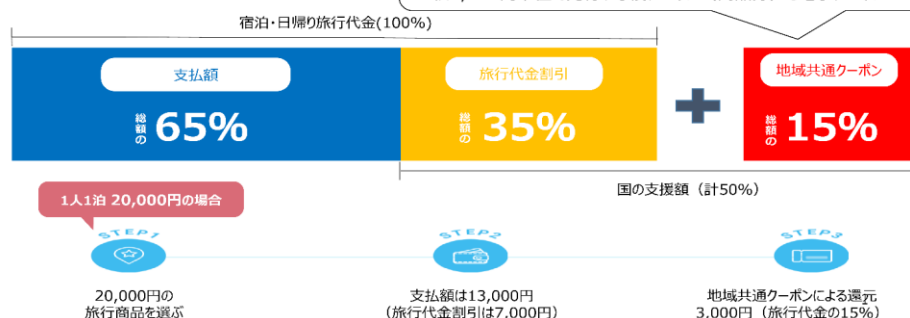 宿泊・日帰り旅行代金(100%)
支払額
旅行代金割引
地域共通クーポン
総額の 65%
総額の 35%
総額の 15%
国の支援額(計50%)
1人1泊 20,000円の場合
STEP1
STEP2
STEP3
20,000円の
旅行商品を選ぶ
支払額は13,000円
(旅行代金割引は7,000円)
地域共通クーポンによる還元
3,000円(旅行代金の15%)